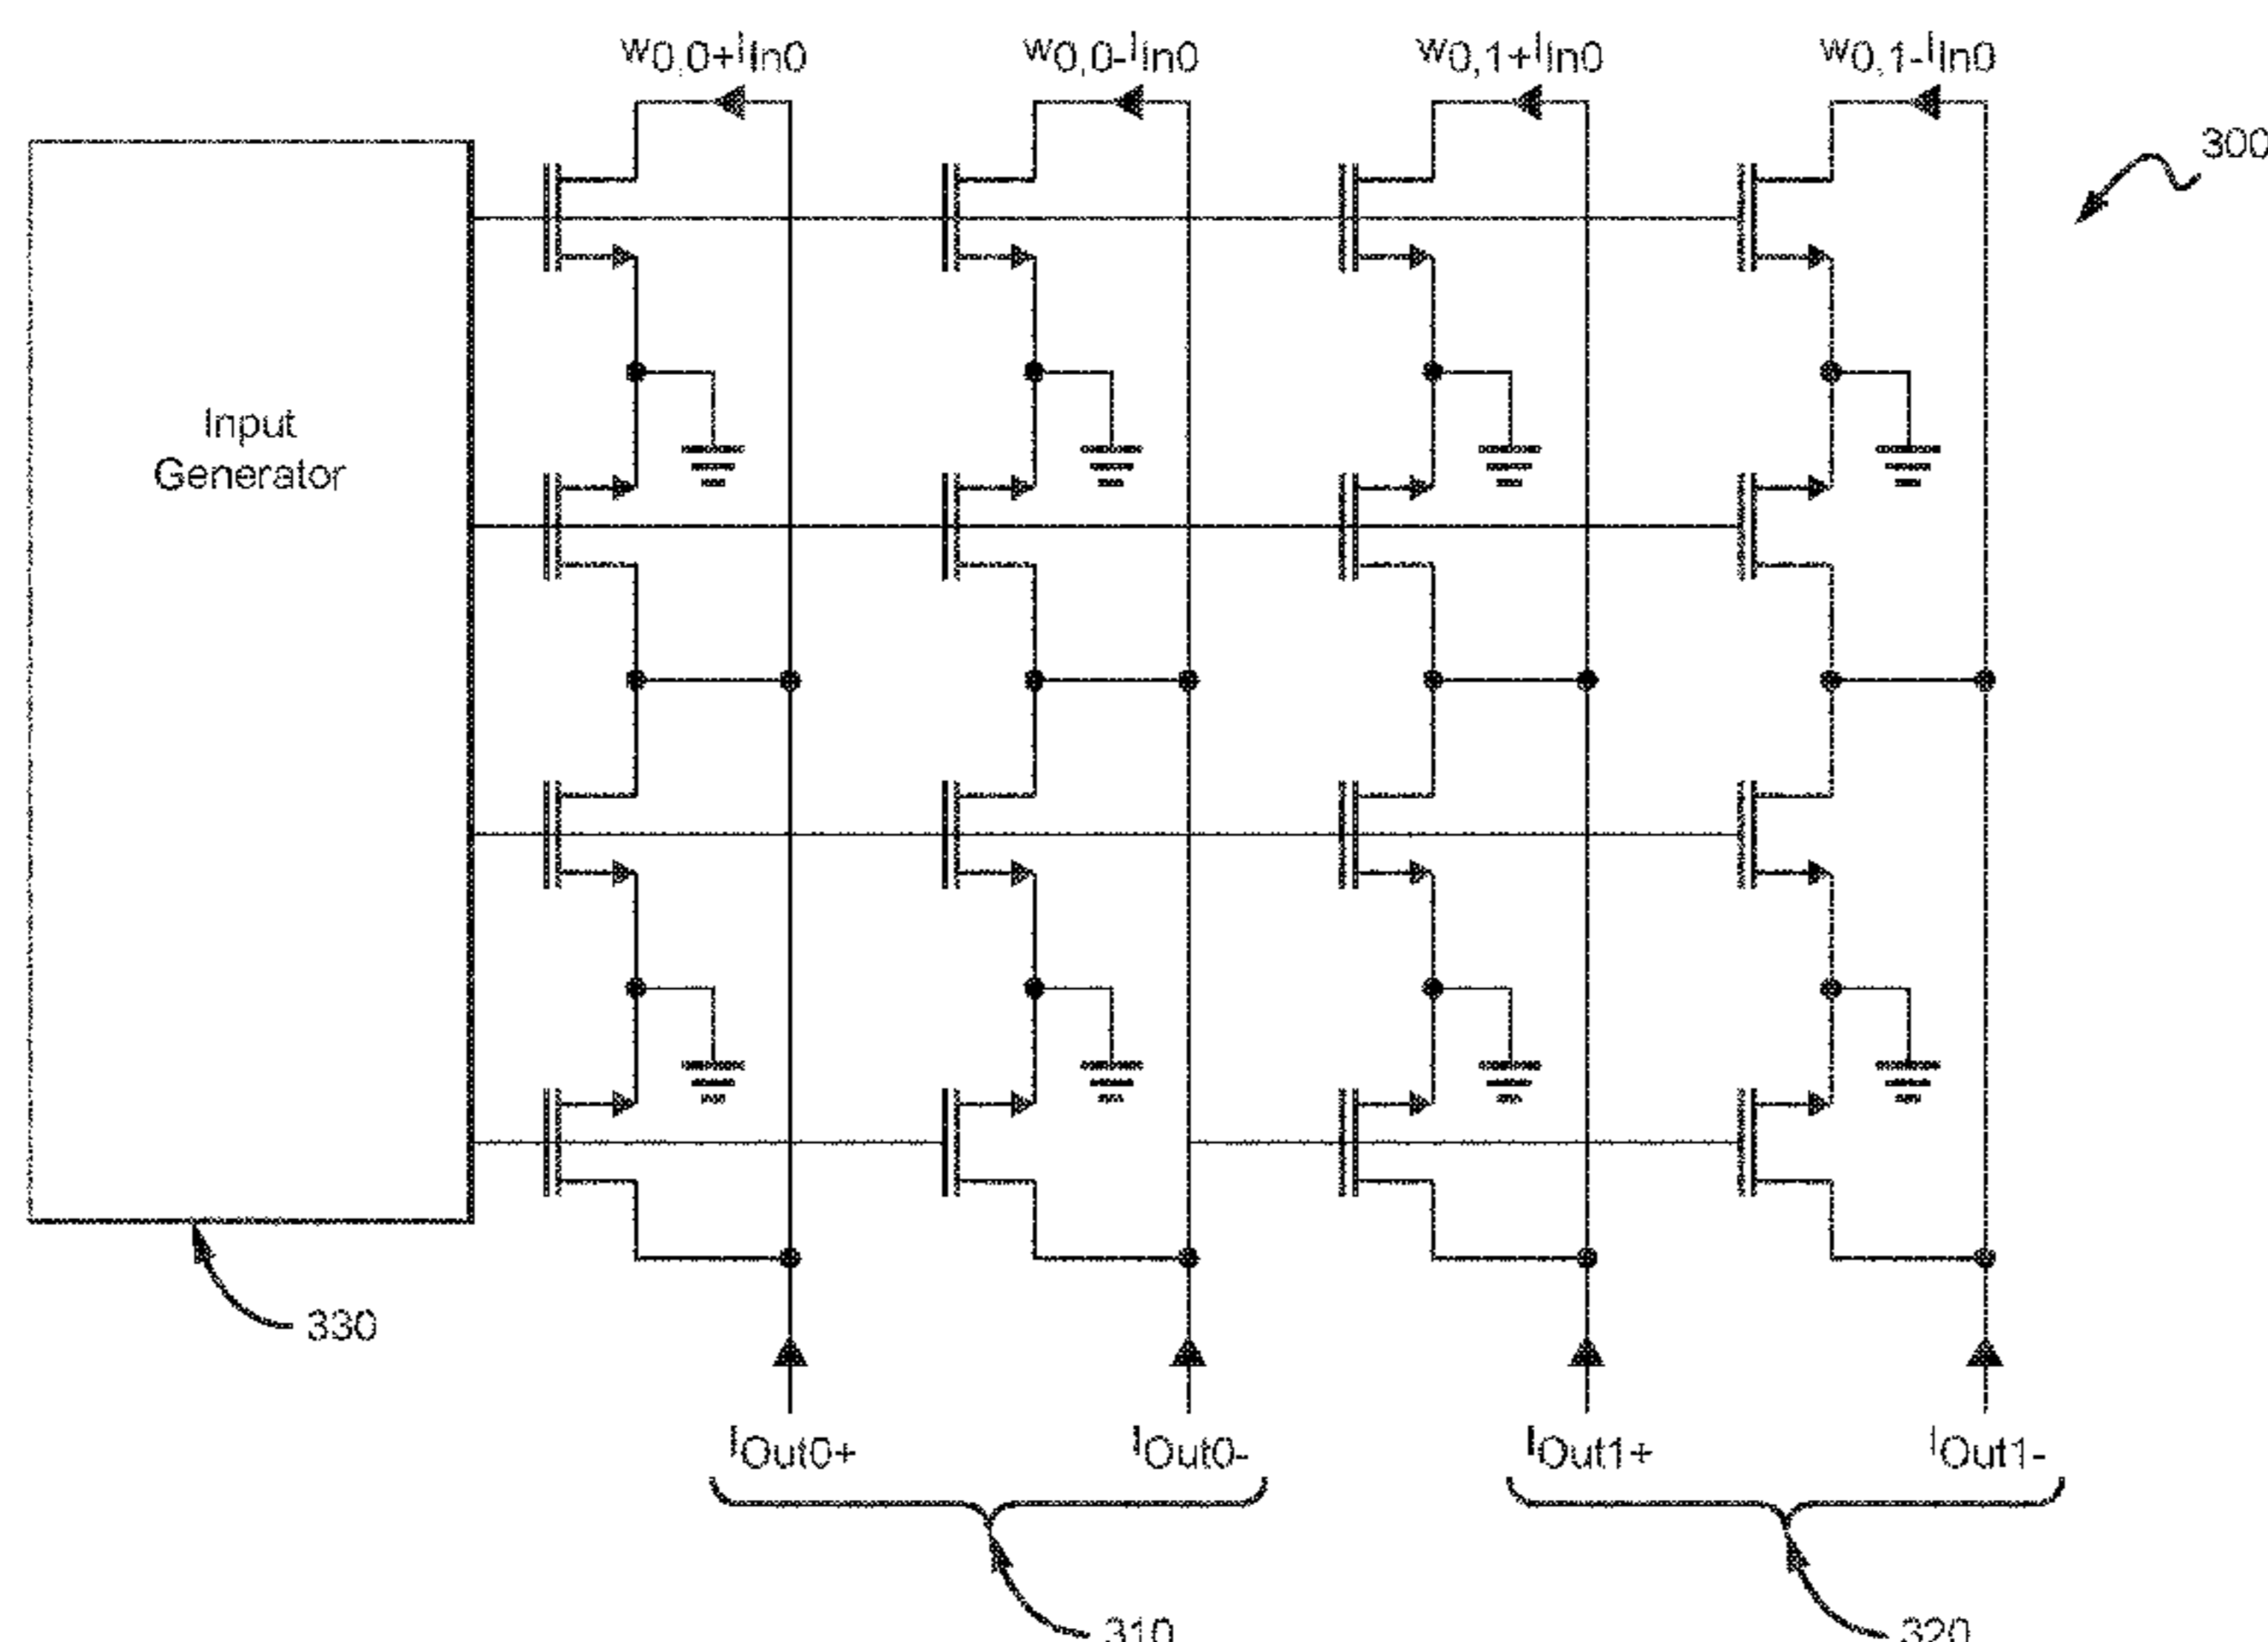 w0,0+IIn0
w0,0-IIn0
w0,1+IIn0
w0,1-IIn0
300
Input
Generator
330
IOut0+
IOut0-
IOut1+
IOut1-
310
320